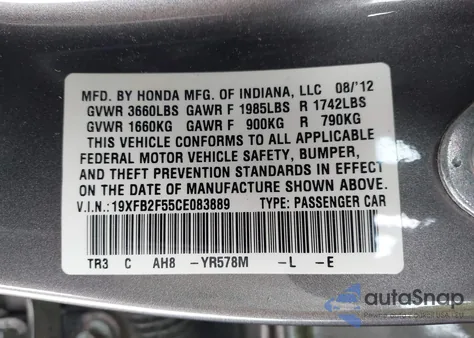 MFD. BY HONDA MFG. OF INDIANA, LLC 08/'12
GVWR 3660LBS GAWR F 1985LBS R 1742LBS
GVWR 1660KG GAWR F 900KG R 790KG
THIS VEHICLE CONFORMS TO ALL APPLICABLE
FEDERAL MOTOR VEHICLE SAFETY, BUMPER,
AND THEFT PREVENTION STANDARDS IN EFFECT
ON THE DATE OF MANUFACTURE SHOWN ABOVE.
V.I.N.: 19XFB2F55CE083889 TYPE: PASSENGER CAR
TR3 C AH8 -YR578M -L -E
autoSnap